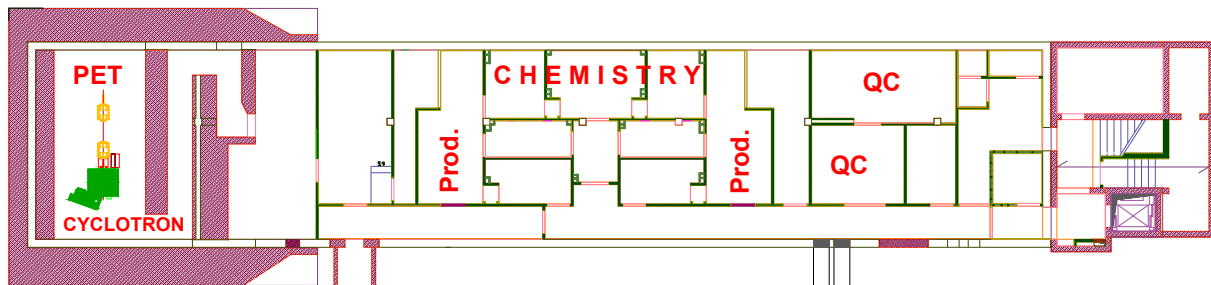 PET
CHEMISTRY
QC
Prod.
Prod.
QC
CYCLOTRON